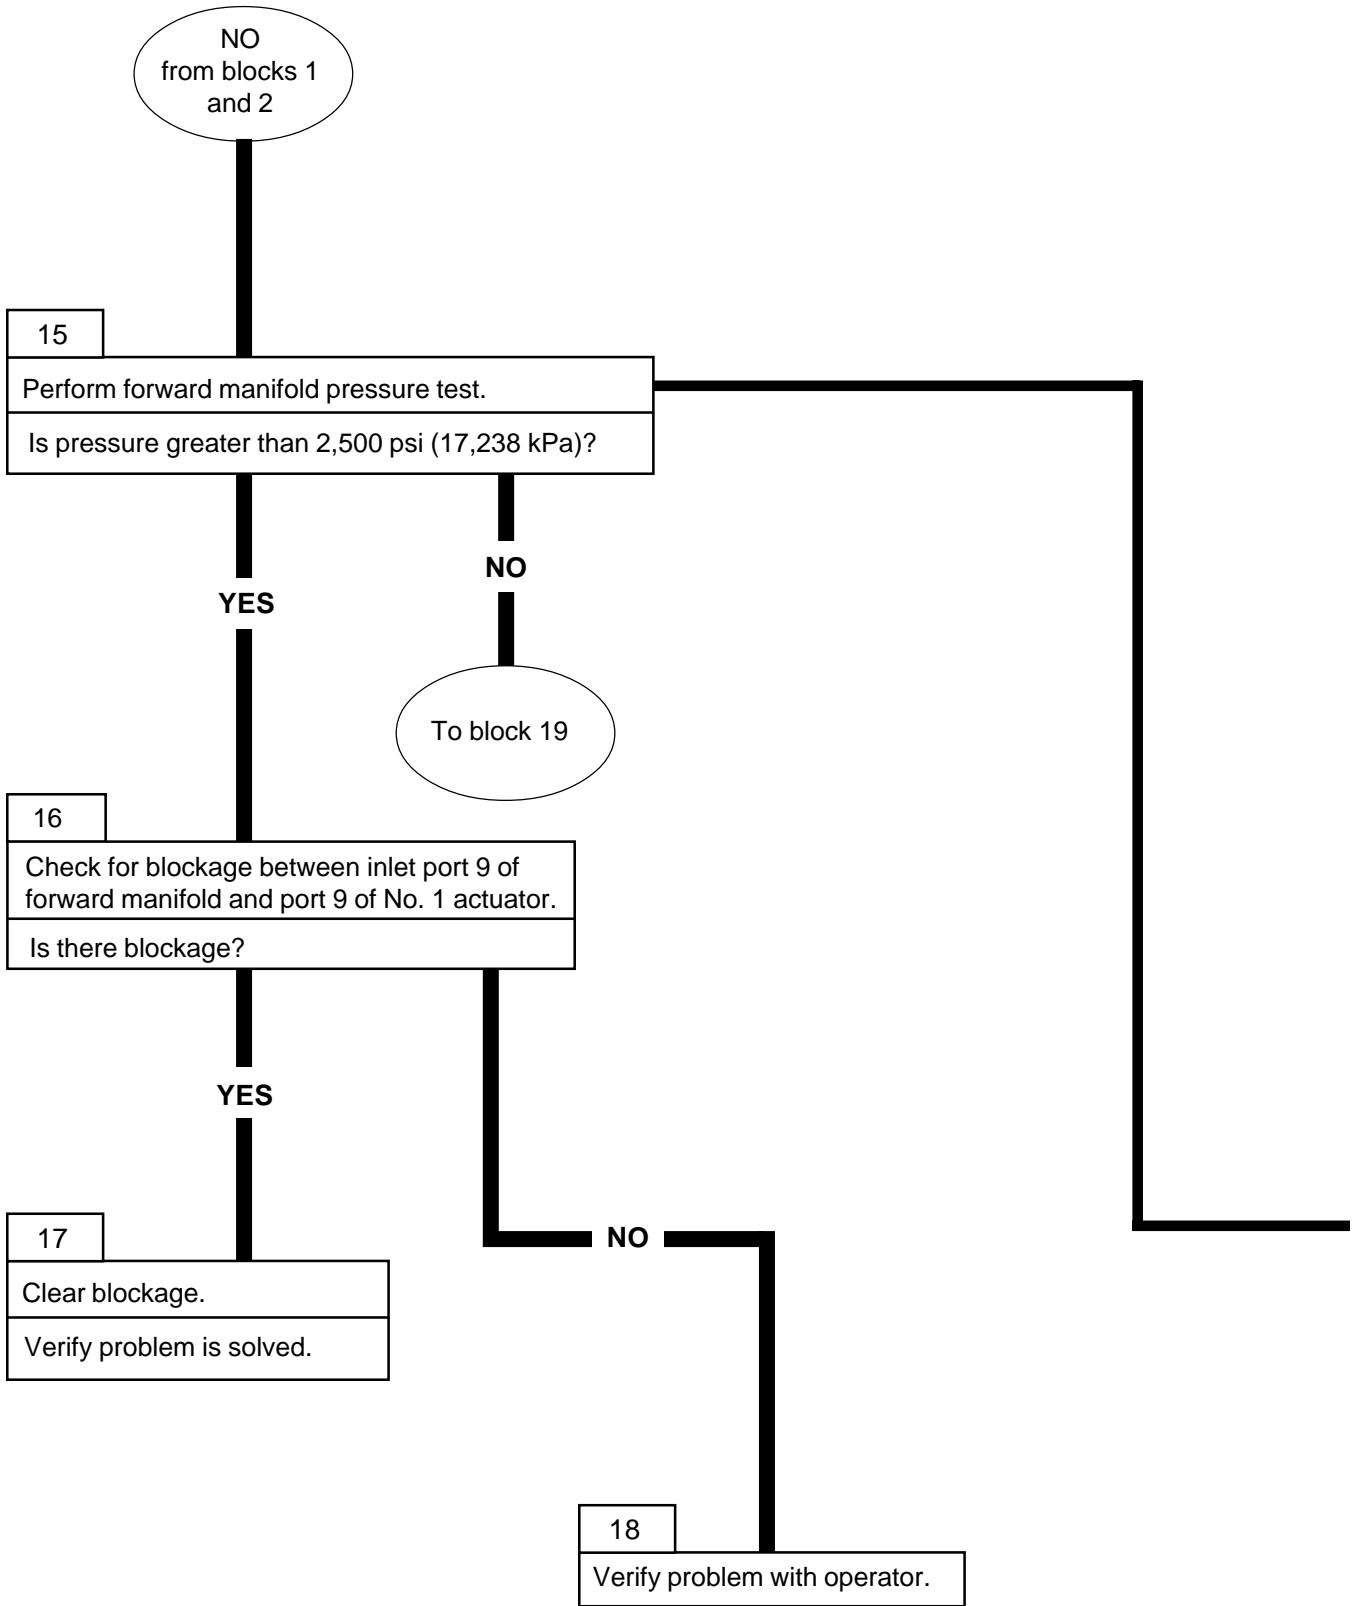 NO
from blocks 1
and 2
15
Perform forward manifold pressure test.
Is pressure greater than 2,500 psi (17,238 kPa)?
NO
YES
To block 19
16
Check for blockage between inlet port 9 of
forward manifold and port 9 of No. 1 actuator.
Is there blockage?
YES
NO
17
Clear blockage.
Verify problem is solved.
18
Verify problem with operator.